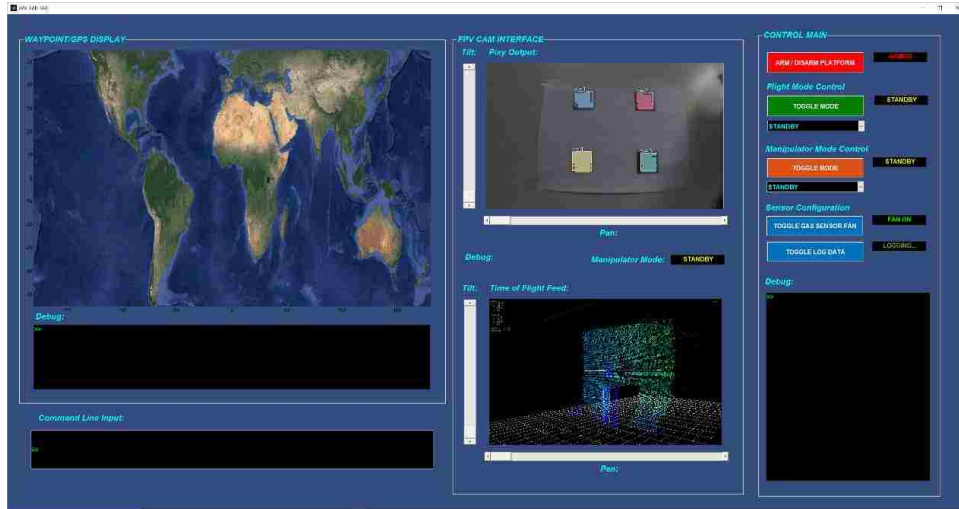 WAYPOINT/GPS DISPLAY
Debug:
>>
Command Line Input:
>>
FPV CAM INTERFACE
Tilt:
Pixy Output:
Pan:
Debug:
Manipulator Mode:
STANDBY
Tilt:
Time of Flight Feed:
Pan:
CONTROL MAIN
ARM / DISARM PLATFORM
ARMED
Flight Mode Control
TOGGLE MODE
STANDBY
STANDBY
Manipulator Mode Control
TOGGLE MODE
STANDBY
STANDBY
Sensor Configuration
TOGGLE GAS SENSOR FAN
FAN ON
TOGGLE LOG DATA
LOGGING...
Debug:
>>